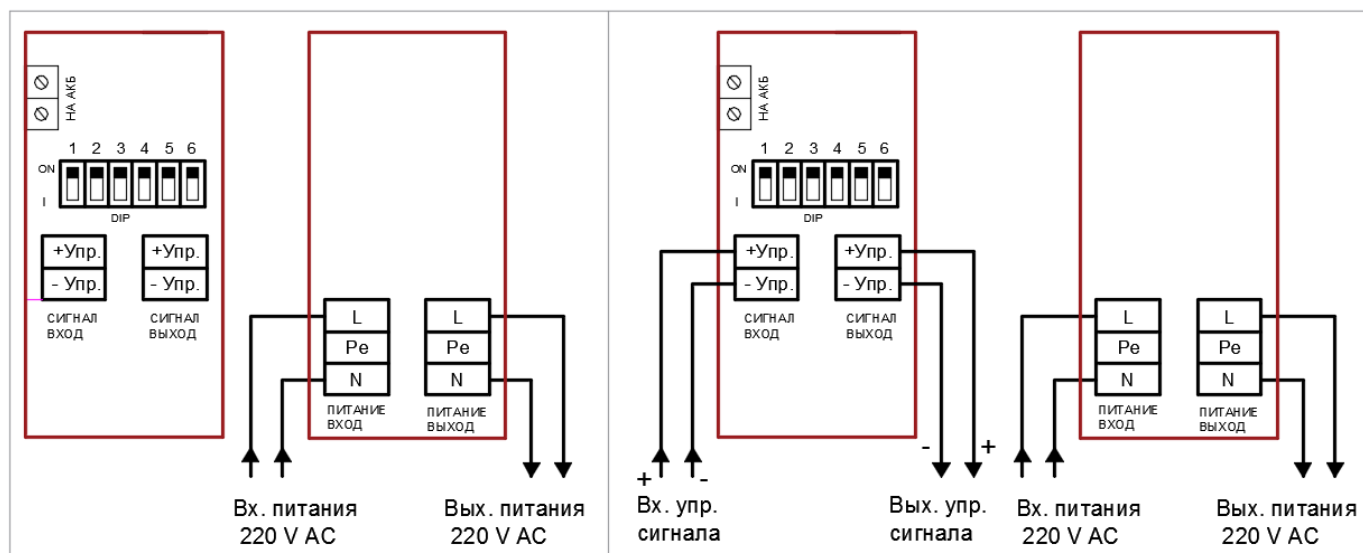 НА АКБ
1 2 3 4 5 6
ON
I
DIP
+Упр.
- Упр.
СИГНАЛ
ВХОД
+Упр.
- Упр.
СИГНАЛ
ВЫХОД
L
Pe
N
ПИТАНИЕ
ВХОД
L
Pe
N
ПИТАНИЕ
ВЫХОД
Вх. питания
220 V AC
Вых. питания
220 V AC
НА АКБ
1 2 3 4 5 6
ON
I
DIP
+Упр.
- Упр.
СИГНАЛ
ВХОД
+Упр.
- Упр.
СИГНАЛ
ВЫХОД
+ -
Вх. упр.
сигнала
- +
Вых. упр.
сигнала
L
Pe
N
ПИТАНИЕ
ВХОД
L
Pe
N
ПИТАНИЕ
ВЫХОД
Вх. питания
220 V AC
Вых. питания
220 V AC